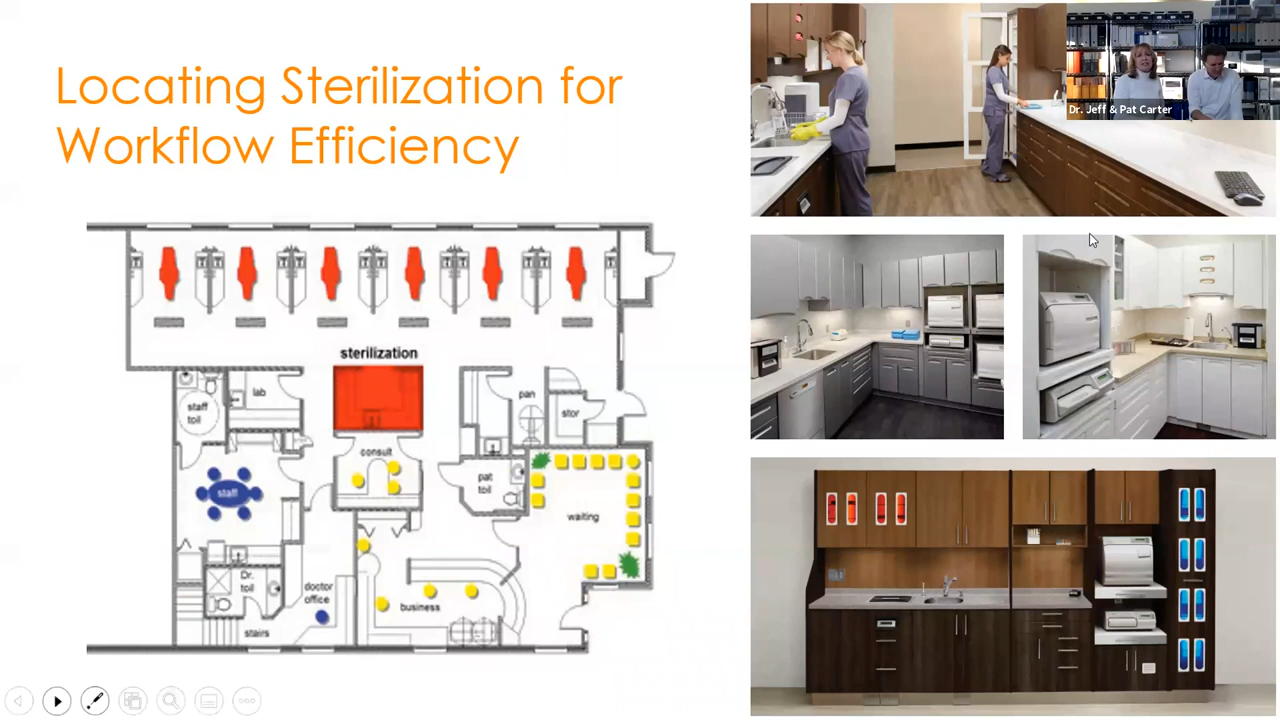 Locating Sterilization for
Workflow Efficiency
Dr. Jeff & Pat Carter
sterilization
staff
toil
lab
pan
stor
consult
pat
toil
staff
waiting
Dr.
toil
doctor
office
business
stairs